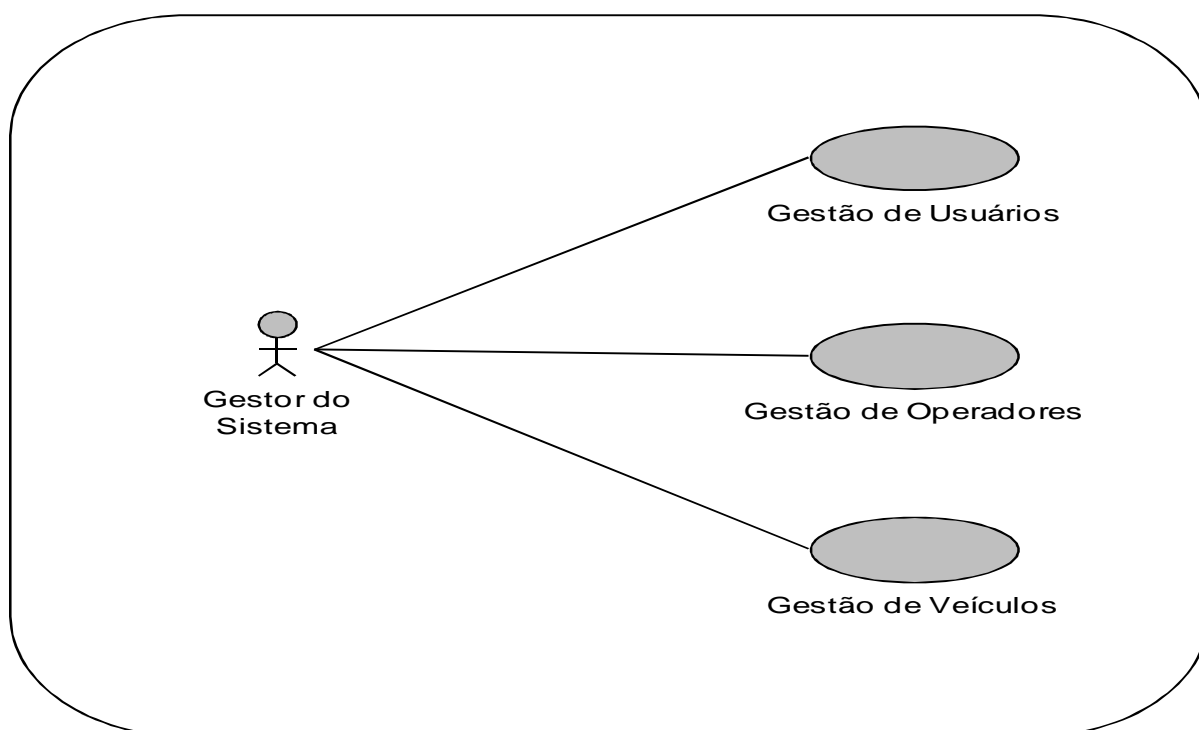 Gestão de Usuários
Gestor do
Sistema
Gestão de Operadores
Gestão de Veículos